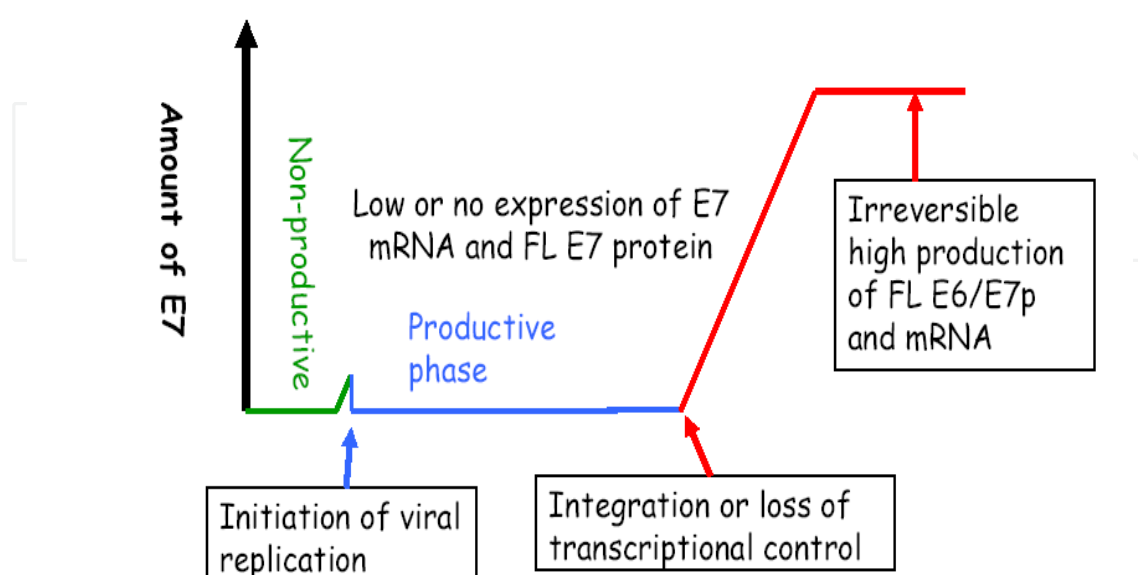 Amount of E7
Non-productive
Low or no expression of E7
mRNA and FL E7 protein
Productive
phase
Irreversible
high production
of FL E6/E7p
and mRNA
Initiation of viral
replication
Integration or loss of
transcriptional control